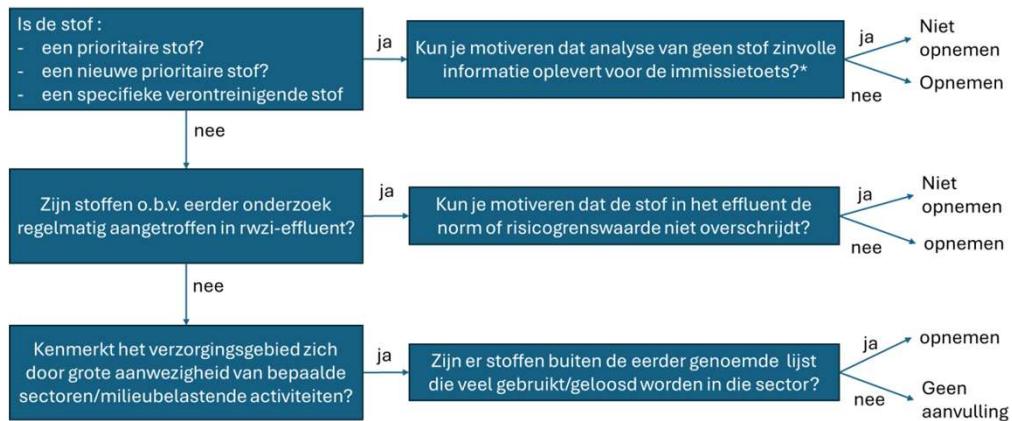 Is de stof :
- een prioritaire stof?
- een nieuwe prioritaire stof?
- een specifieke verontreinigende stof
ja
Kun je motiveren dat analyse van geen stof zinvolle
informatie oplevert voor de immissietoets?*
ja
Niet
opnemen
nee
Opnemen
nee
Zijn stoffen o.b.v. eerder onderzoek
regelmatig aangetroffen in rwzi-effluent?
ja
Kun je motiveren dat de stof in het effluent de
norm of risicogrenswaarde niet overschrijdt?
ja
Niet
opnemen
nee
opnemen
nee
Kenmerkt het verzorgingsgebied zich
door grote aanwezigheid van bepaalde
sectoren/milieubelastende activiteiten?
ja
Zijn er stoffen buiten de eerder genoemde lijst
die veel gebruikt/geloosd worden in die sector?
ja
opnemen
nee
Geen
aanvulling